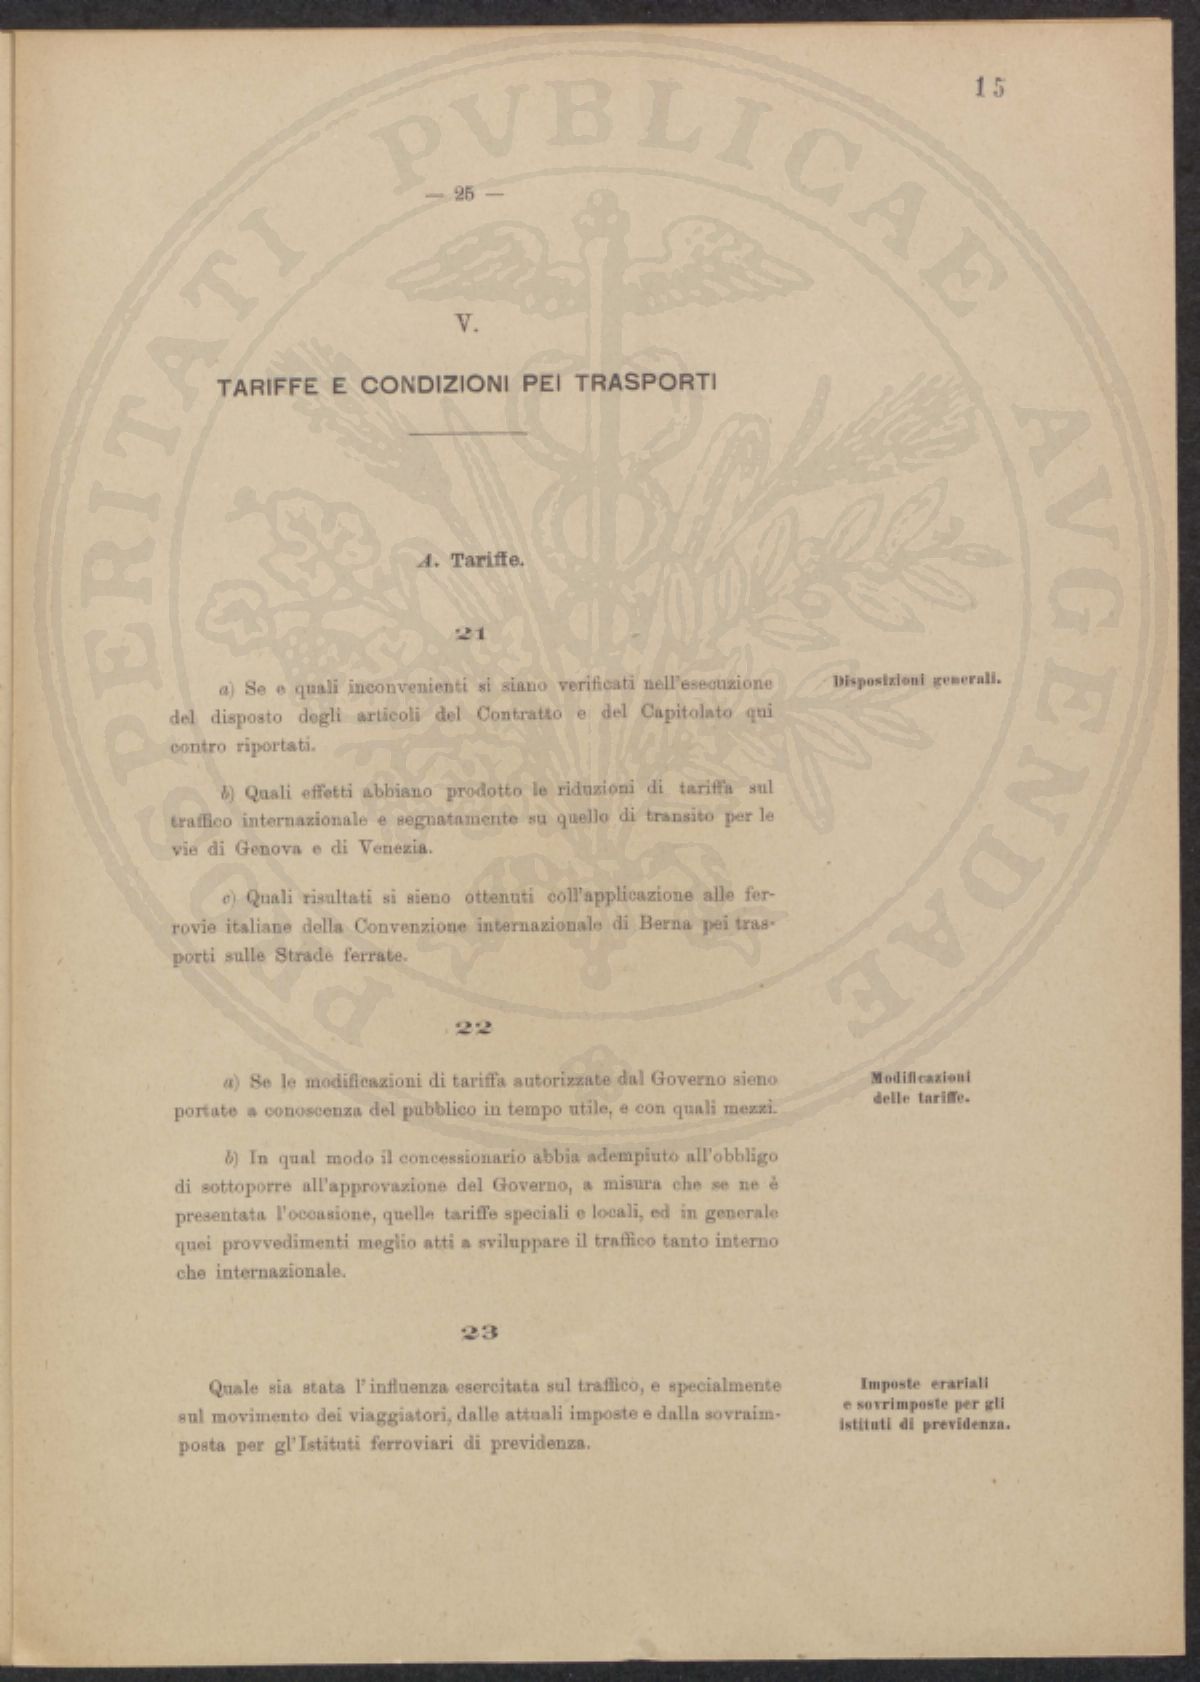 15
— 25 —
V.
TARIFFE E CONDIZIONI PEI TRASPORTI
A. Tariffe.
21
a) Se e quali inconvenienti si siano verificati nell'esecuzione
del disposto degli articoli del Contratto e del Capitolato qui
contro riportati.
Disposizioni generali.
b) Quali effetti abbiano prodotto le riduzioni di tariffa sul
traffico internazionale e segnatamente su quello di transito per le
vie di Genova e di Venezia.
c) Quali risultati si sieno ottenuti coll'applicazione alle fer-
rovie italiane della Convenzione internazionale di Berna pei tras-
porti sulle Strade ferrate.
22
a) Se le modificazioni di tariffa autorizzate dal Governo sieno
portate a conoscenza del pubblico in tempo utile, e con quali mezzi.
Modificazioni
delle tariffe.
b) In qual modo il concessionario abbia adempiuto all'obbligo
di sottoporre all'approvazione del Governo, a misura che se ne è
presentata l'occasione, quelle tariffe speciali e locali, ed in generale
quei provvedimenti meglio atti a sviluppare il traffico tanto interno
che internazionale.
23
Quale sia stata l'influenza esercitata sul traffico, e specialmente
sul movimento dei viaggiatori, dalle attuali imposte e dalla sovraim-
posta per gl'Istituti ferroviari di previdenza.
Imposte erariali
e sovrimposte per gli
istituti di previdenza.
PROSPERITATI PVBLICAE AVGENDAE